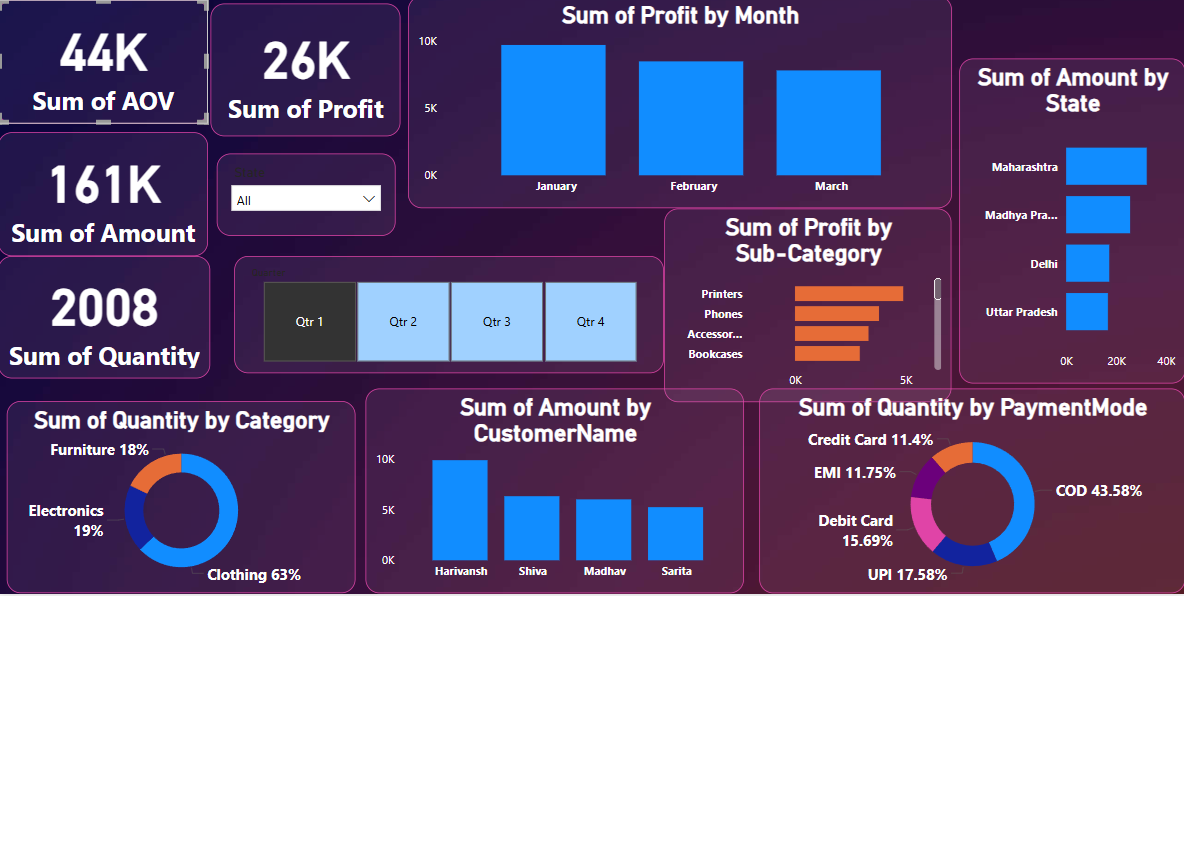 44K
Sum of AOV
26K
Sum of Profit
161K
Sum of Amount
2008
Sum of Quantity
All
Qtr 1
Qtr 2
Qtr 3
Qtr 4
Sum of Profit by Month
10K
5K
0K
January
February
March
Sum of Amount by
State
Maharashtra
Madhya Pra...
Delhi
Uttar Pradesh
0K
20K
40K
Sum of Profit by
Sub-Category
Printers
Phones
Accessor...
Bookcases
0K
5K
Sum of Quantity by Category
Furniture 18%
Electronics
19%
Clothing 63%
Sum of Amount by
CustomerName
10K
5K
0K
Harivansh
Shiva
Madhav
Sarita
Sum of Quantity by PaymentMode
Credit Card 11.4%
EMI 11.75%
Debit Card
15.69%
UPI 17.58%
COD 43.58%